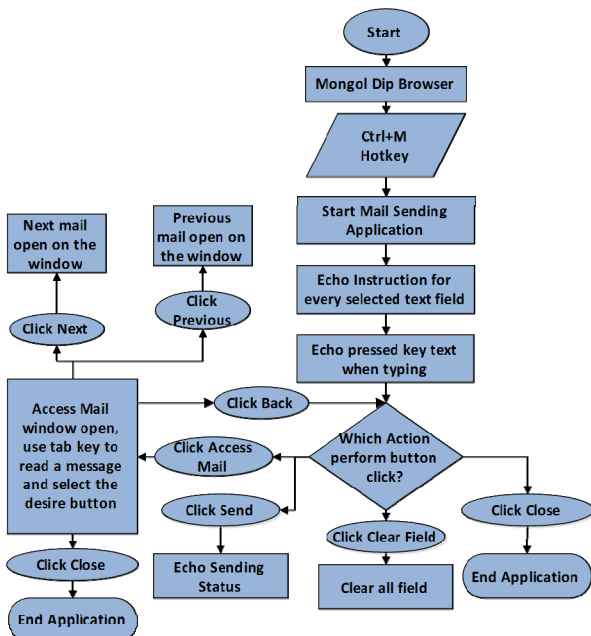 Start
Mongol Dip Browser
Ctrl+M
Hotkey
Start Mail Sending
Application
Echo Instruction for
every selected text field
Echo pressed key text
when typing
Which Action
perform button
click?
Next mail
open on the
window
Previous
mail open on
the window
Click Next
Click
Previous
Access Mail
window open,
use tab key to
read a message
and select the
desire button
Click Back
Click Access
Mail
Click Send
Echo Sending
Status
Click Clear Field
Clear all field
Click Close
End Application
Click Close
End Application